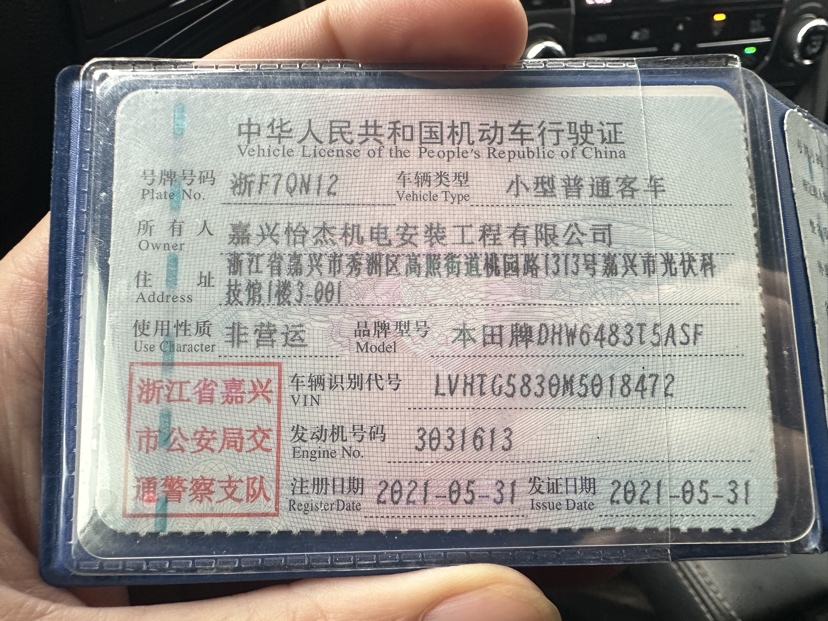 中华人民共和国机动车行驶证
Vehicle License of the People's Republic of China
号牌号码 浙F7QN12 车辆类型 小型普通客车
Plate No. Vehicle Type
所有人 嘉兴怡杰机电安装工程有限公司
Owner
住址 浙江省嘉兴市秀洲区高照街道桃园路1313号嘉兴市光伏科
技馆1楼3-001
Address
使用性质 非营运 品牌型号 本田牌DHW6483T5ASF
Use Character Model
浙江省嘉兴
市公安局交
通警察支队
车辆识别代号 LVHTG5830M5018472
VIN
发动机号码 3031613
Engine No.
注册日期 2021-05-31 发证日期 2021-05-31
Register Date Issue Date